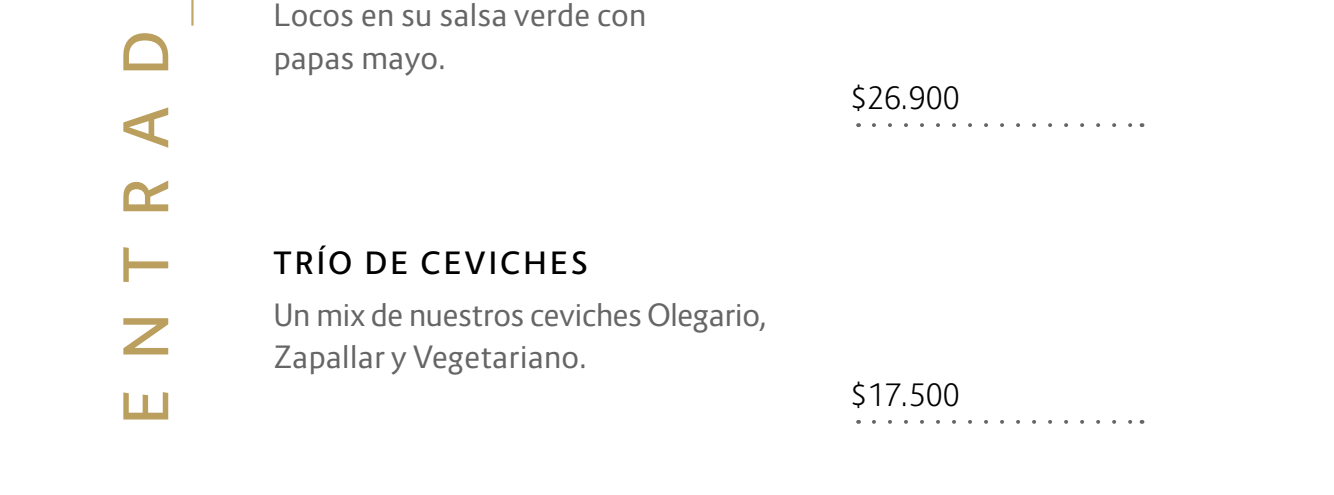 Locos en su salsa verde con
papas mayo.
$26.900
TRÍO DE CEVICHES
Un mix de nuestros ceviches Olegario,
Zapallar y Vegetariano.
$17.500
ENTRAD